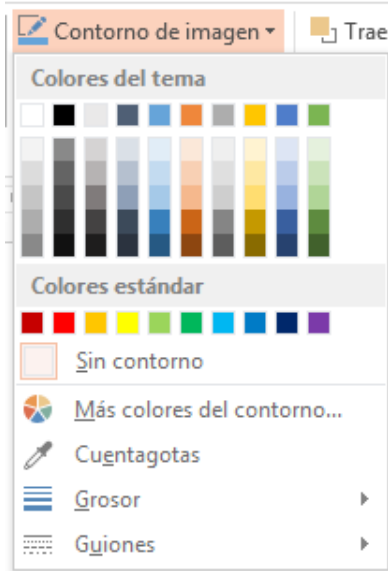 Contorno de imagen
Trae
Colores del tema
Colores estándar
Sin contorno
Más colores del contorno...
Cuentagotas
Grosor
Guiones